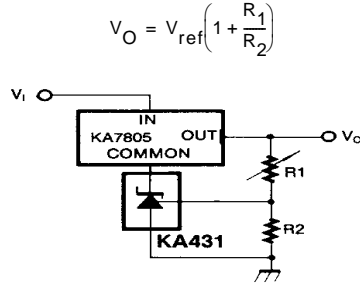 V_O = V_ref(1 + R_1/R_2)
V_I
IN
KA7805 OUT
COMMON
V_O
R1
R2
KA431